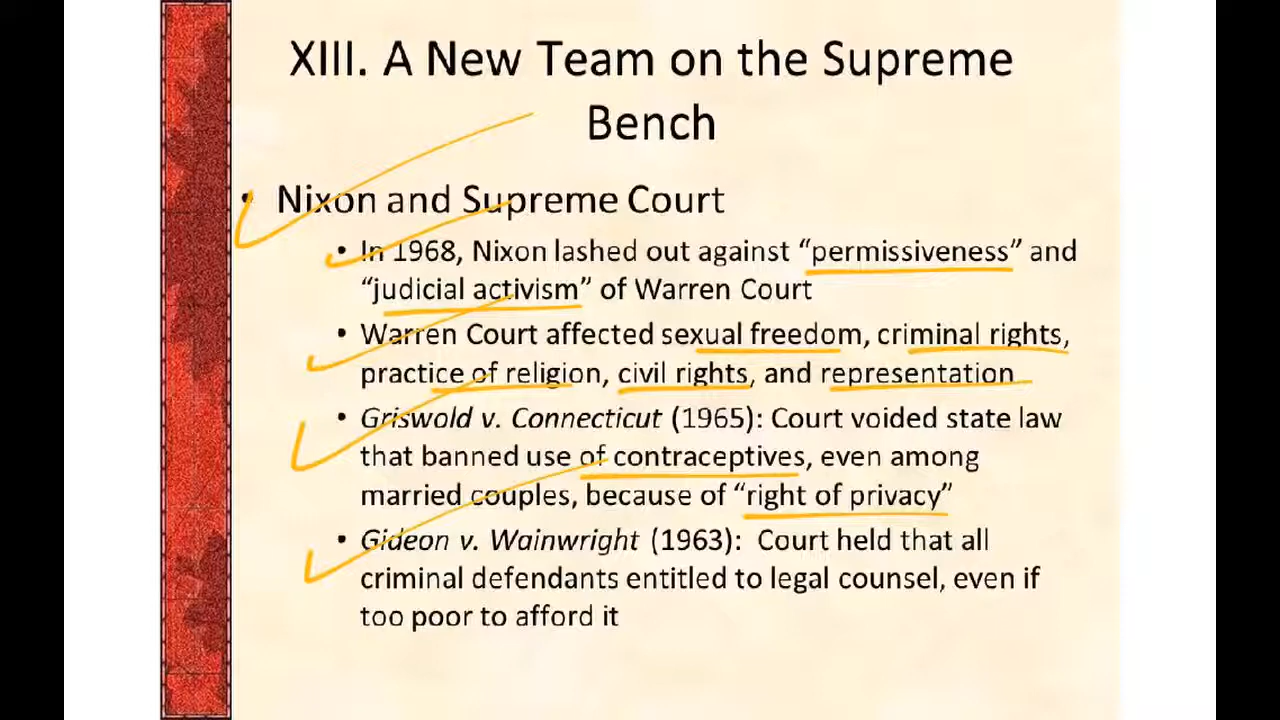 XIII. A New Team on the Supreme
Bench
• Nixon and Supreme Court
• In 1968, Nixon lashed out against “permissiveness” and
“judicial activism” of Warren Court
• Warren Court affected sexual freedom, criminal rights,
practice of religion, civil rights, and representation
• Griswold v. Connecticut (1965): Court voided state law
that banned use of contraceptives, even among
married couples, because of “right of privacy”
• Gideon v. Wainwright (1963):  Court held that all
criminal defendants entitled to legal counsel, even if
too poor to afford it